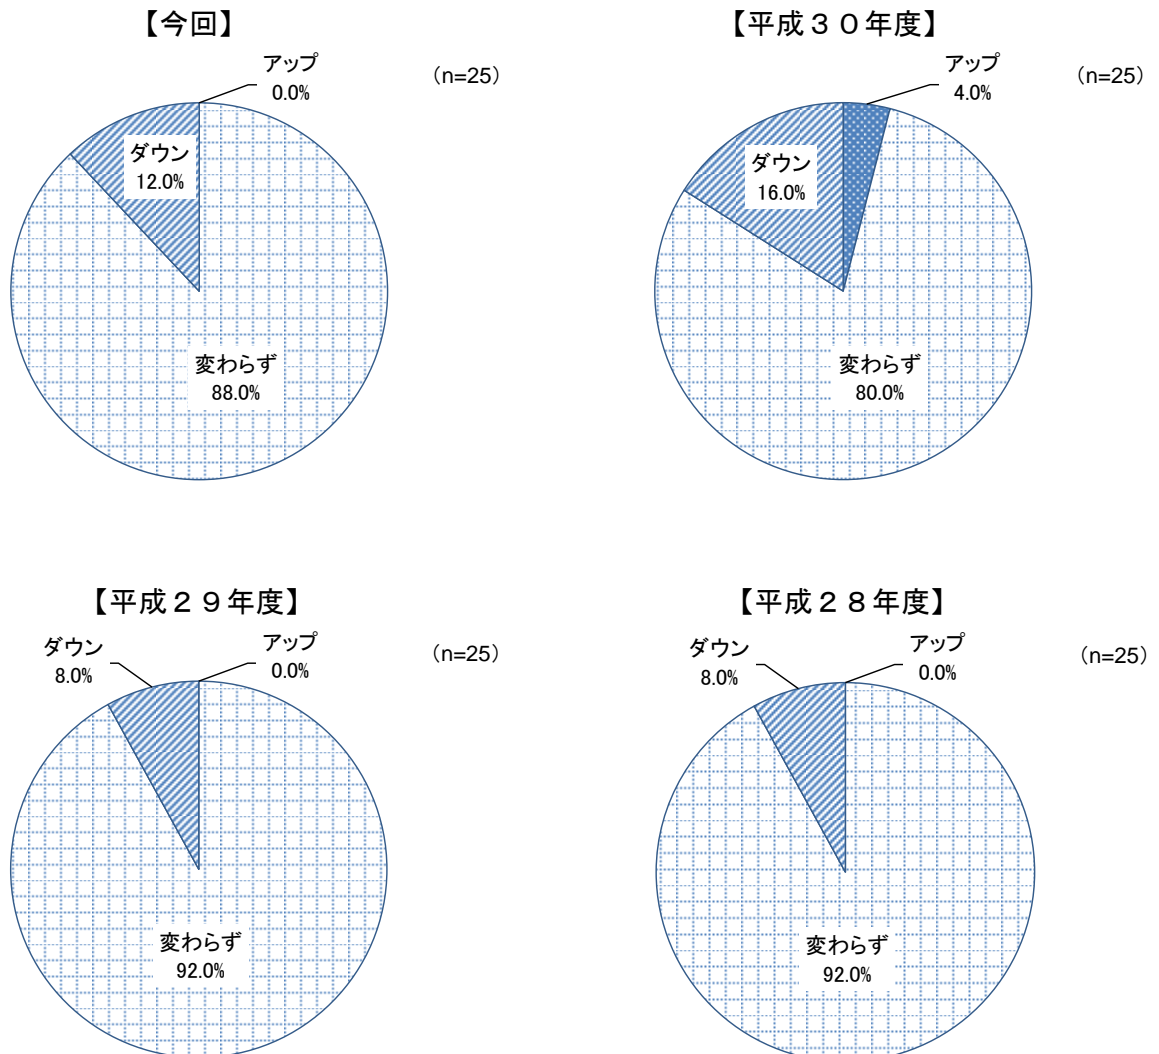 【今回】
アップ
0.0%
（n=25）
ダウン
12.0%
変わらず
88.0%
【平成３０年度】
アップ
4.0%
（n=25）
ダウン
16.0%
変わらず
80.0%
【平成２９年度】
ダウン
8.0%
アップ
0.0%
（n=25）
変わらず
92.0%
【平成２８年度】
ダウン
8.0%
アップ
0.0%
（n=25）
変わらず
92.0%